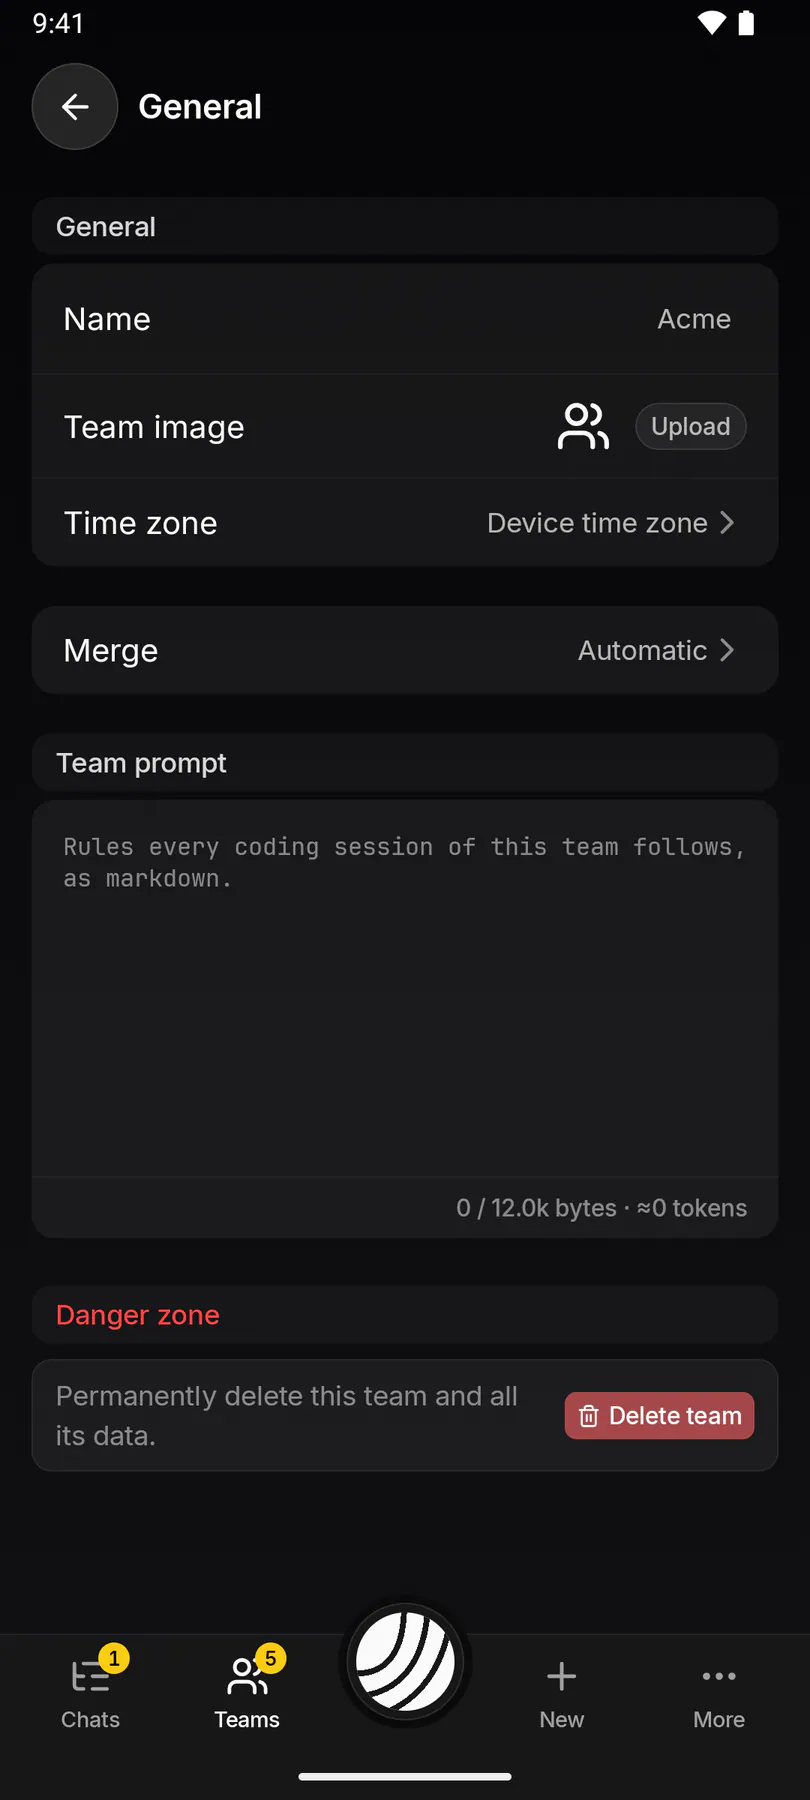 9:41
General
General
Name
Acme
Team image
Upload
Time zone
Device time zone
Merge
Automatic
Team prompt
Rules every coding session of this team follows,
as markdown.
0 / 12.0k bytes · ≈0 tokens
Danger zone
Permanently delete this team and all
its data.
Delete team
1
5
Chats
Teams
New
More